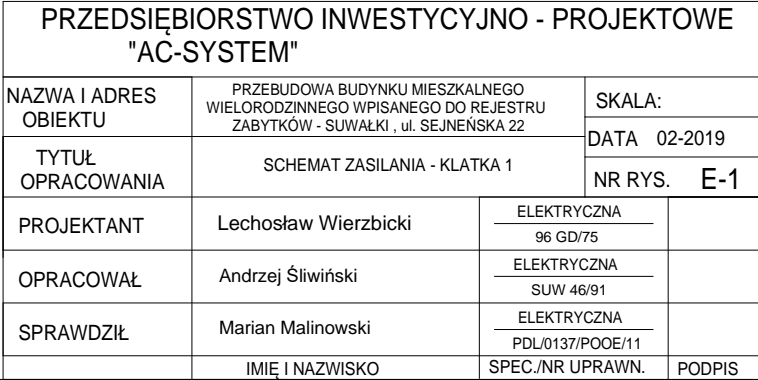 PRZEDSIĘBIORSTWO INWESTYCYJNO - PROJEKTOWE
"AC-SYSTEM"
NAZWA I ADRES
OBIEKTU
PRZEBUDOWA BUDYNKU MIESZKALNEGO
WIELORODZINNEGO WPISANEGO DO REJESTRU
ZABYTKÓW - SUWAŁKI , ul. SEJNEŃSKA 22
SKALA:
DATA 02-2019
TYTUŁ
OPRACOWANIA
SCHEMAT ZASILANIA - KLATKA 1
NR RYS. E-1
PROJEKTANT
Lechosław Wierzbicki
ELEKTRYCZNA
96 GD/75
OPRACOWAŁ
Andrzej Śliwiński
ELEKTRYCZNA
SUW 46/91
SPRAWDZIŁ
Marian Malinowski
ELEKTRYCZNA
PDL/0137/POOE/11
IMIĘ I NAZWISKO
SPEC./NR UPRAWN.
PODPIS